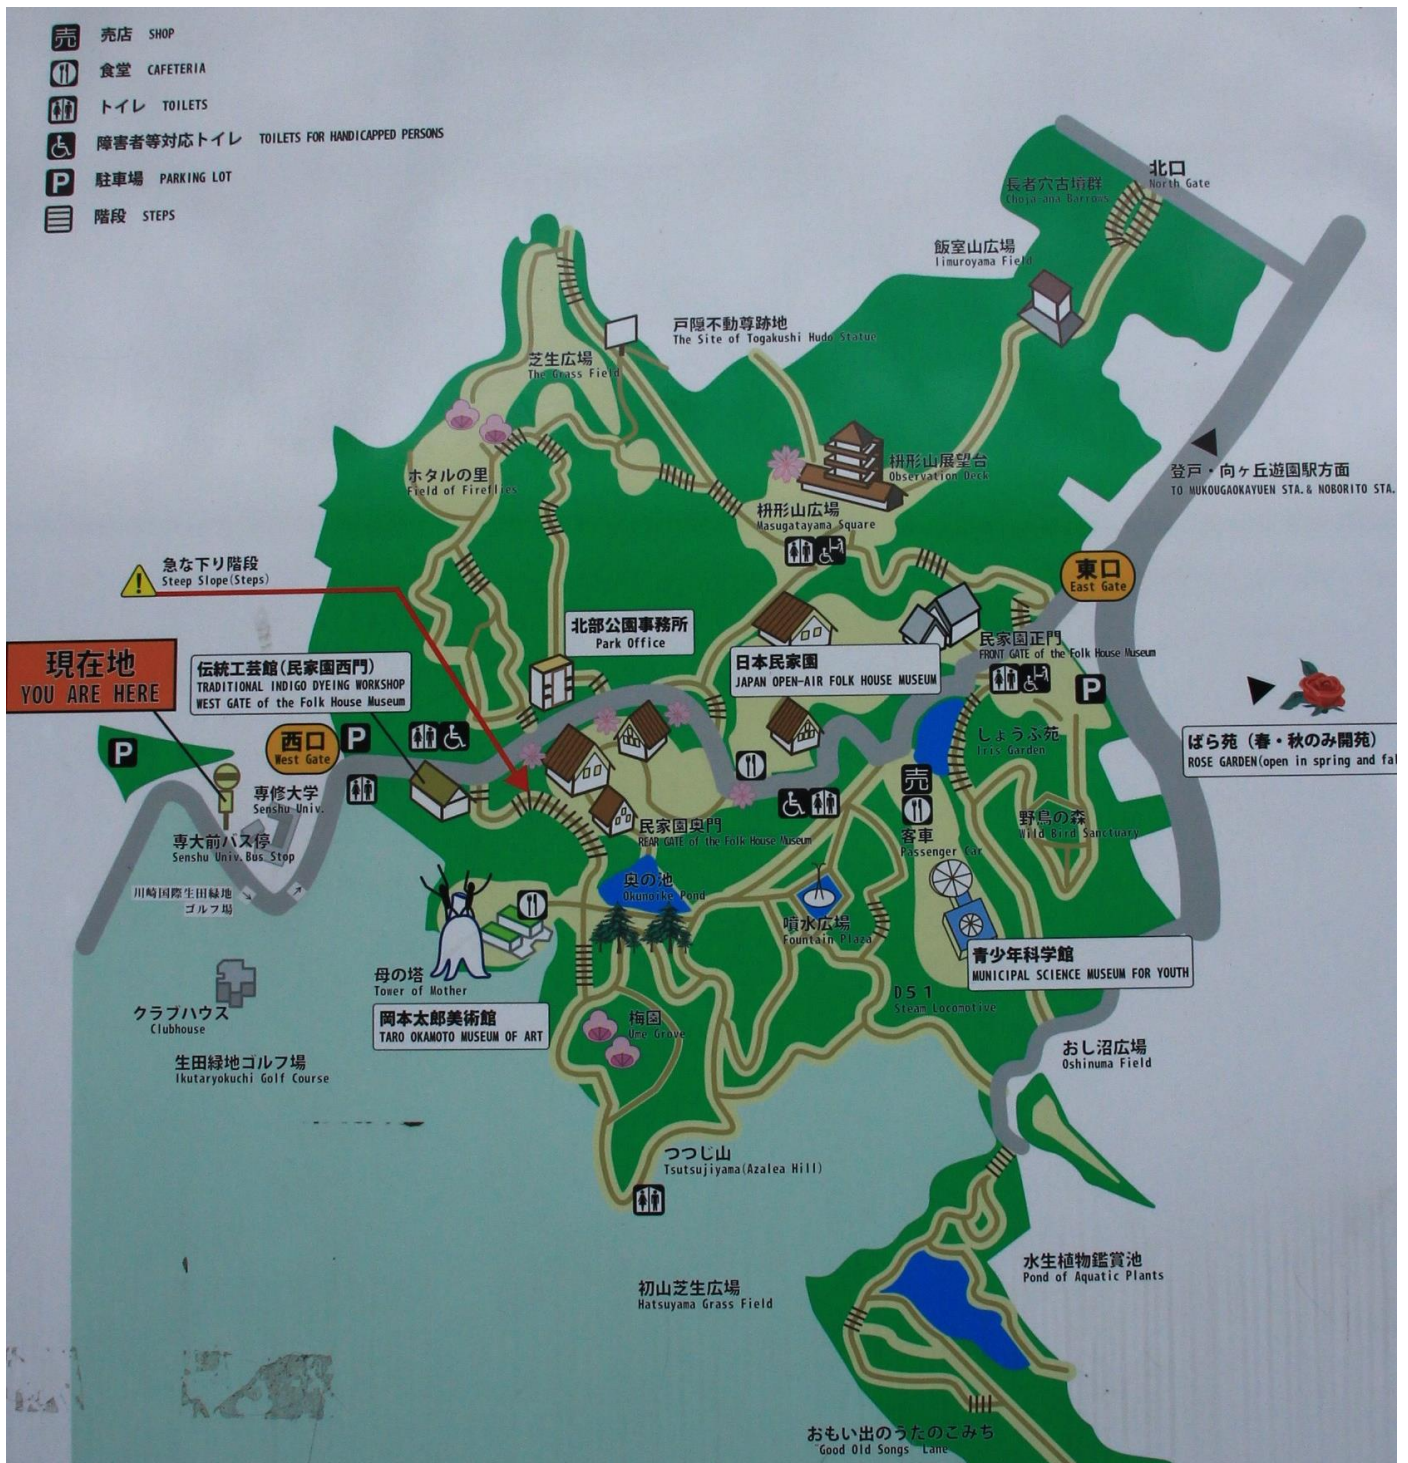 売 売店 SHOP
食堂 CAFETERIA
トイレ TOILETS
障害者等対応トイレ TOILETS FOR HANDICAPPED PERSONS
P 駐車場 PARKING LOT
階段 STEPS
北口
North Gate
長者穴古墳群
Choja-ana Barrows
飯室山広場
Iimuroyama Field
戸隠不動尊跡地
The Site of Togakushi Hudo Statue
芝生広場
The Grass Field
ホタルの里
Field of Fireflies
枡形山展望台
Observation Deck
枡形山広場
Masugatayama Square
登戸・向ヶ丘遊園駅方面
TO MUKOUGAOKAYUEN STA.& NOBORITO STA.
急な下り階段
Steep Slope(Steps)
東口
East Gate
北部公園事務所
Park Office
民家園正門
FRONT GATE of the Folk House Museum
日本民家園
JAPAN OPEN-AIR FOLK HOUSE MUSEUM
現在地
YOU ARE HERE
伝統工芸館(民家園西門)
TRADITIONAL INDIGO DYEING WORKSHOP
WEST GATE of the Folk House Museum
P
西口
West Gate
P
P
しょうぶ苑
Iris Garden
ばら苑(春・秋のみ開苑)
ROSE GARDEN(open in spring and fal
売
専修大学
Senshu Univ.
専大前バス停
Senshu Univ.Bus Stop
川崎国際生田緑地
ゴルフ場
民家園奥門
REAR GATE of the Folk House Museum
客車
Passenger Car
野鳥の森
Wild Bird Sanctuary
奥の池
Okunoike Pond
噴水広場
Fountain Plaza
青少年科学館
MUNICIPAL SCIENCE MUSEUM FOR YOUTH
母の塔
Tower of Mother
岡本太郎美術館
TARO OKAMOTO MUSEUM OF ART
D51
Steam Locomotive
梅園
Ume Grove
クラブハウス
Clubhouse
生田緑地ゴルフ場
Ikutaryokuchi Golf Course
おし沼広場
Oshinuma Field
つつじ山
Tsutsujiyama(Azalea Hill)
初山芝生広場
Hatsuyama Grass Field
水生植物鑑賞池
Pond of Aquatic Plants
おもい出のうたのこみち
"Good Old Songs" Lane